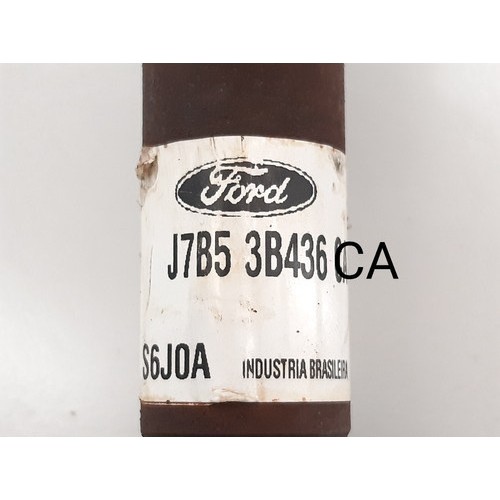 Ford
J7B5 3B436 CA
S6J0A INDUSTRIA BRASILEIRA